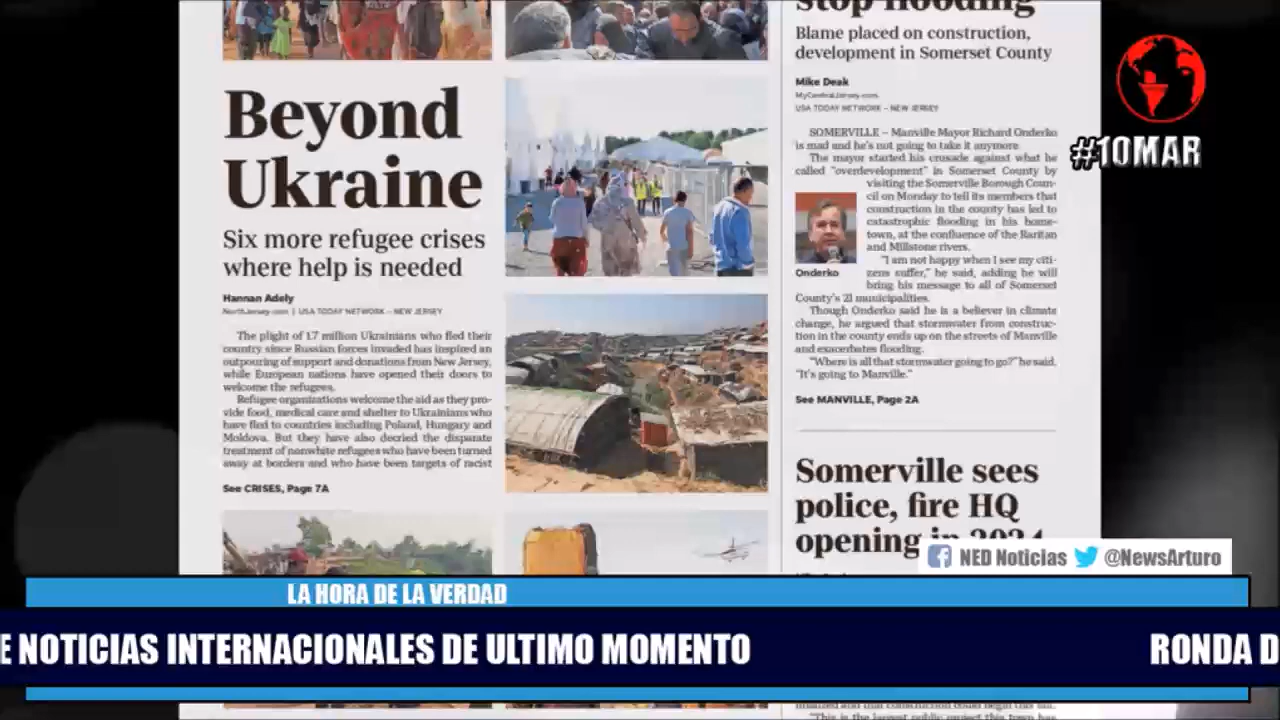 Beyond
Ukraine
Six more refugee crises
where help is needed
Hannan Adely
NorthJersey.com | USA TODAY NETWORK – NEW JERSEY
The plight of 1.7 million Ukrainians who fled their
country since Russian forces invaded has inspired an
outpouring of support and donations from New Jersey,
while European nations have opened their doors to
welcome the refugees.
Refugee organizations welcome the aid as they pro-
vide food, medical care and shelter to Ukrainians who
have fled to countries including Poland, Hungary and
Moldova. But they have also decried the disparate
treatment of nonwhite refugees who have been turned
away at borders and who have been targets of racist
See CRISES, Page 7A
stop flooding
Blame placed on construction,
development in Somerset County
Mike Deak
MyCentralJersey.com
USA TODAY NETWORK – NEW JERSEY
SOMERVILLE – Manville Mayor Richard Onderko
is mad and he's not going to take it anymore.
The mayor started his crusade against what he
called "overdevelopment" in Somerset County by
visiting the Somerville Borough Coun-
cil on Monday to tell its members that
construction in the county has led to
catastrophic flooding in his home-
town, at the confluence of the Raritan
and Millstone rivers.
"I am not happy when I see my citi-
zens suffer," he said, adding he will
bring his message to all of Somerset
Onderko
County's 21 municipalities.
Though Onderko said he is a believer in climate
change, he argued that stormwater from construc-
tion in the county ends up on the streets of Manville
and exacerbates flooding.
"Where is all that stormwater going to go?" he said.
"It's going to Manville."
See MANVILLE, Page 2A
Somerville sees
police, fire HQ
opening in 2024
#10MAR
NED Noticias @NewsArturo
LA HORA DE LA VERDAD
E NOTICIAS INTERNACIONALES DE ULTIMO MOMENTO
RONDA D
"This is the largest public project this town has